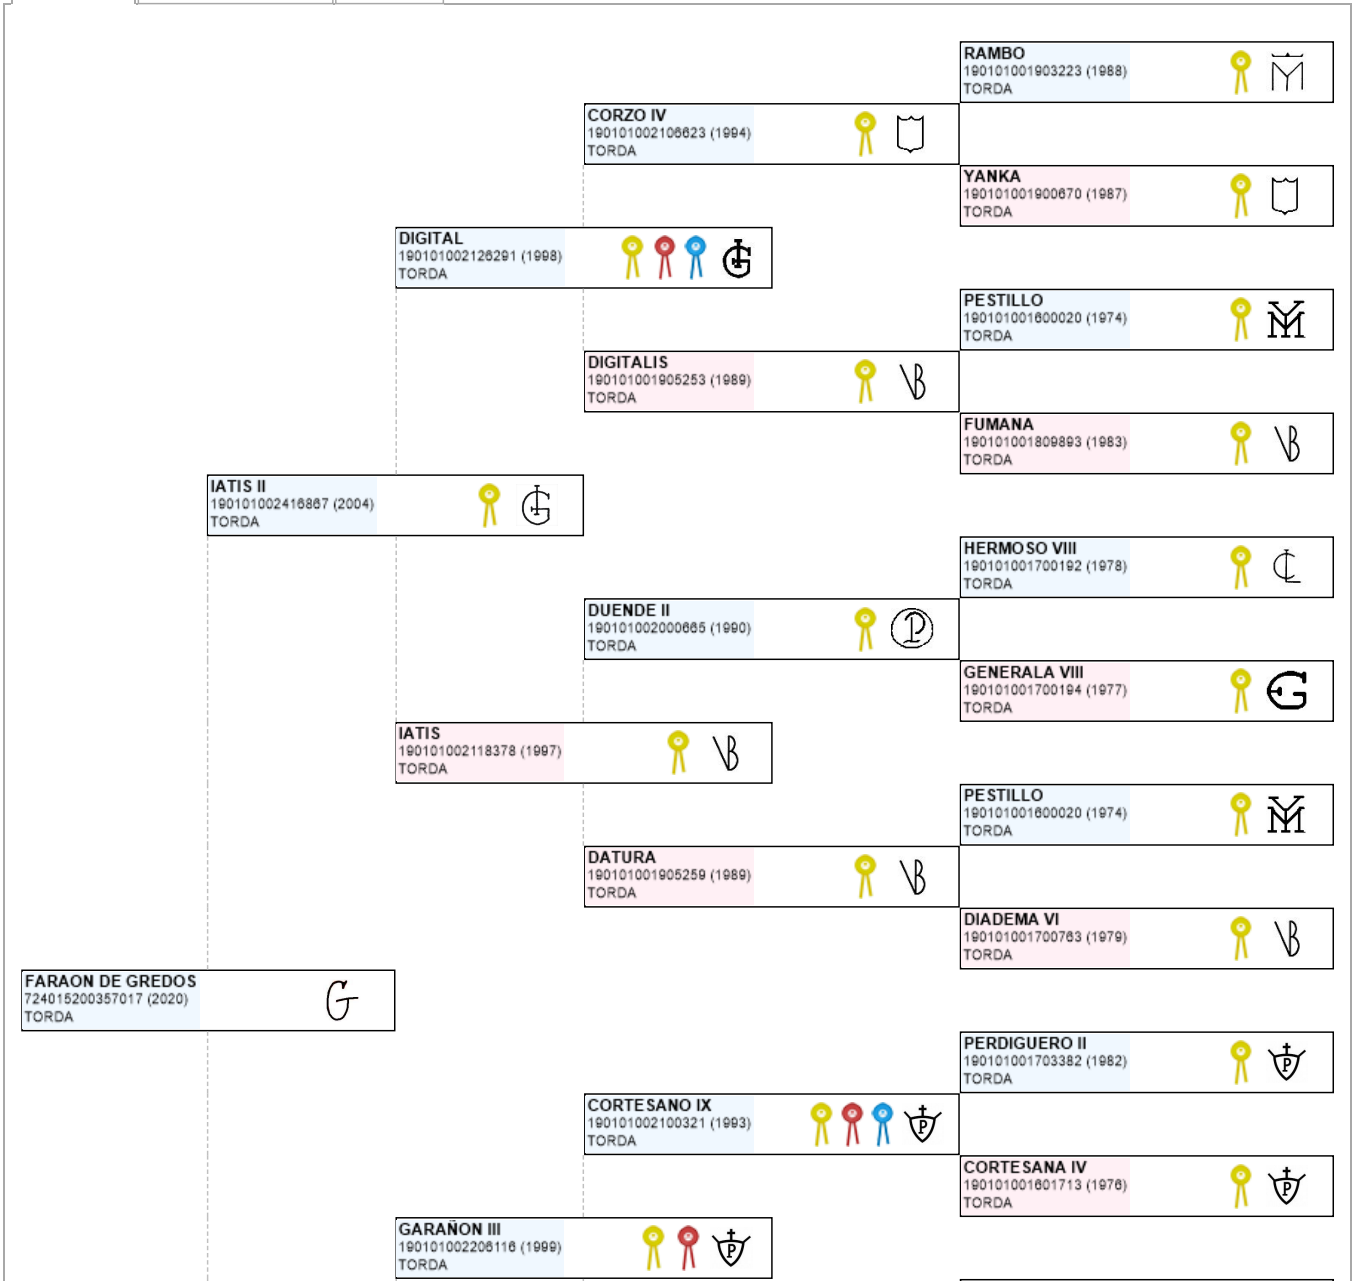 RAMBO
190101001903223 (1988)
TORDA
CORZO IV
190101002106623 (1994)
TORDA
YANKA
190101001900670 (1987)
TORDA
DIGITAL
190101002126291 (1998)
TORDA
PESTILLO
190101001600020 (1974)
TORDA
DIGITALIS
190101001905253 (1989)
TORDA
FUMANA
190101001809893 (1983)
TORDA
IATIS II
190101002416867 (2004)
TORDA
HERMOSO VIII
190101001700192 (1978)
TORDA
DUENDE II
190101002000665 (1990)
TORDA
GENERALA VIII
190101001700194 (1977)
TORDA
IATIS
190101002118378 (1997)
TORDA
PESTILLO
190101001600020 (1974)
TORDA
DATURA
190101001905259 (1989)
TORDA
DIADEMA VI
190101001700763 (1979)
TORDA
FARAON DE GREDOS
724015200357017 (2020)
TORDA
PERDIGUERO II
190101001703382 (1982)
TORDA
CORTESANO IX
190101002100321 (1993)
TORDA
CORTESANA IV
190101001601713 (1976)
TORDA
GARAÑON III
190101002206116 (1999)
TORDA